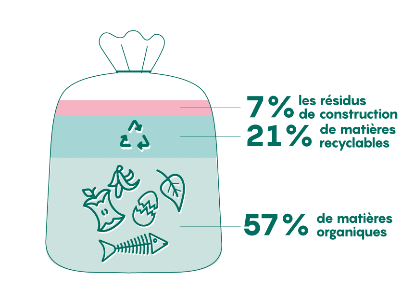 7% les résidus
de construction
21% de matières
recyclables
57% de matières
organiques